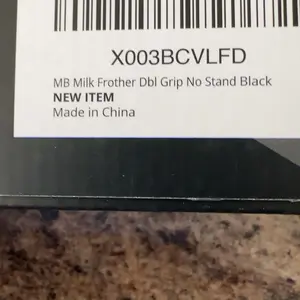 X003BCVLFD
MB Milk Frother Dbl Grip No Stand Black
NEW ITEM
Made in China